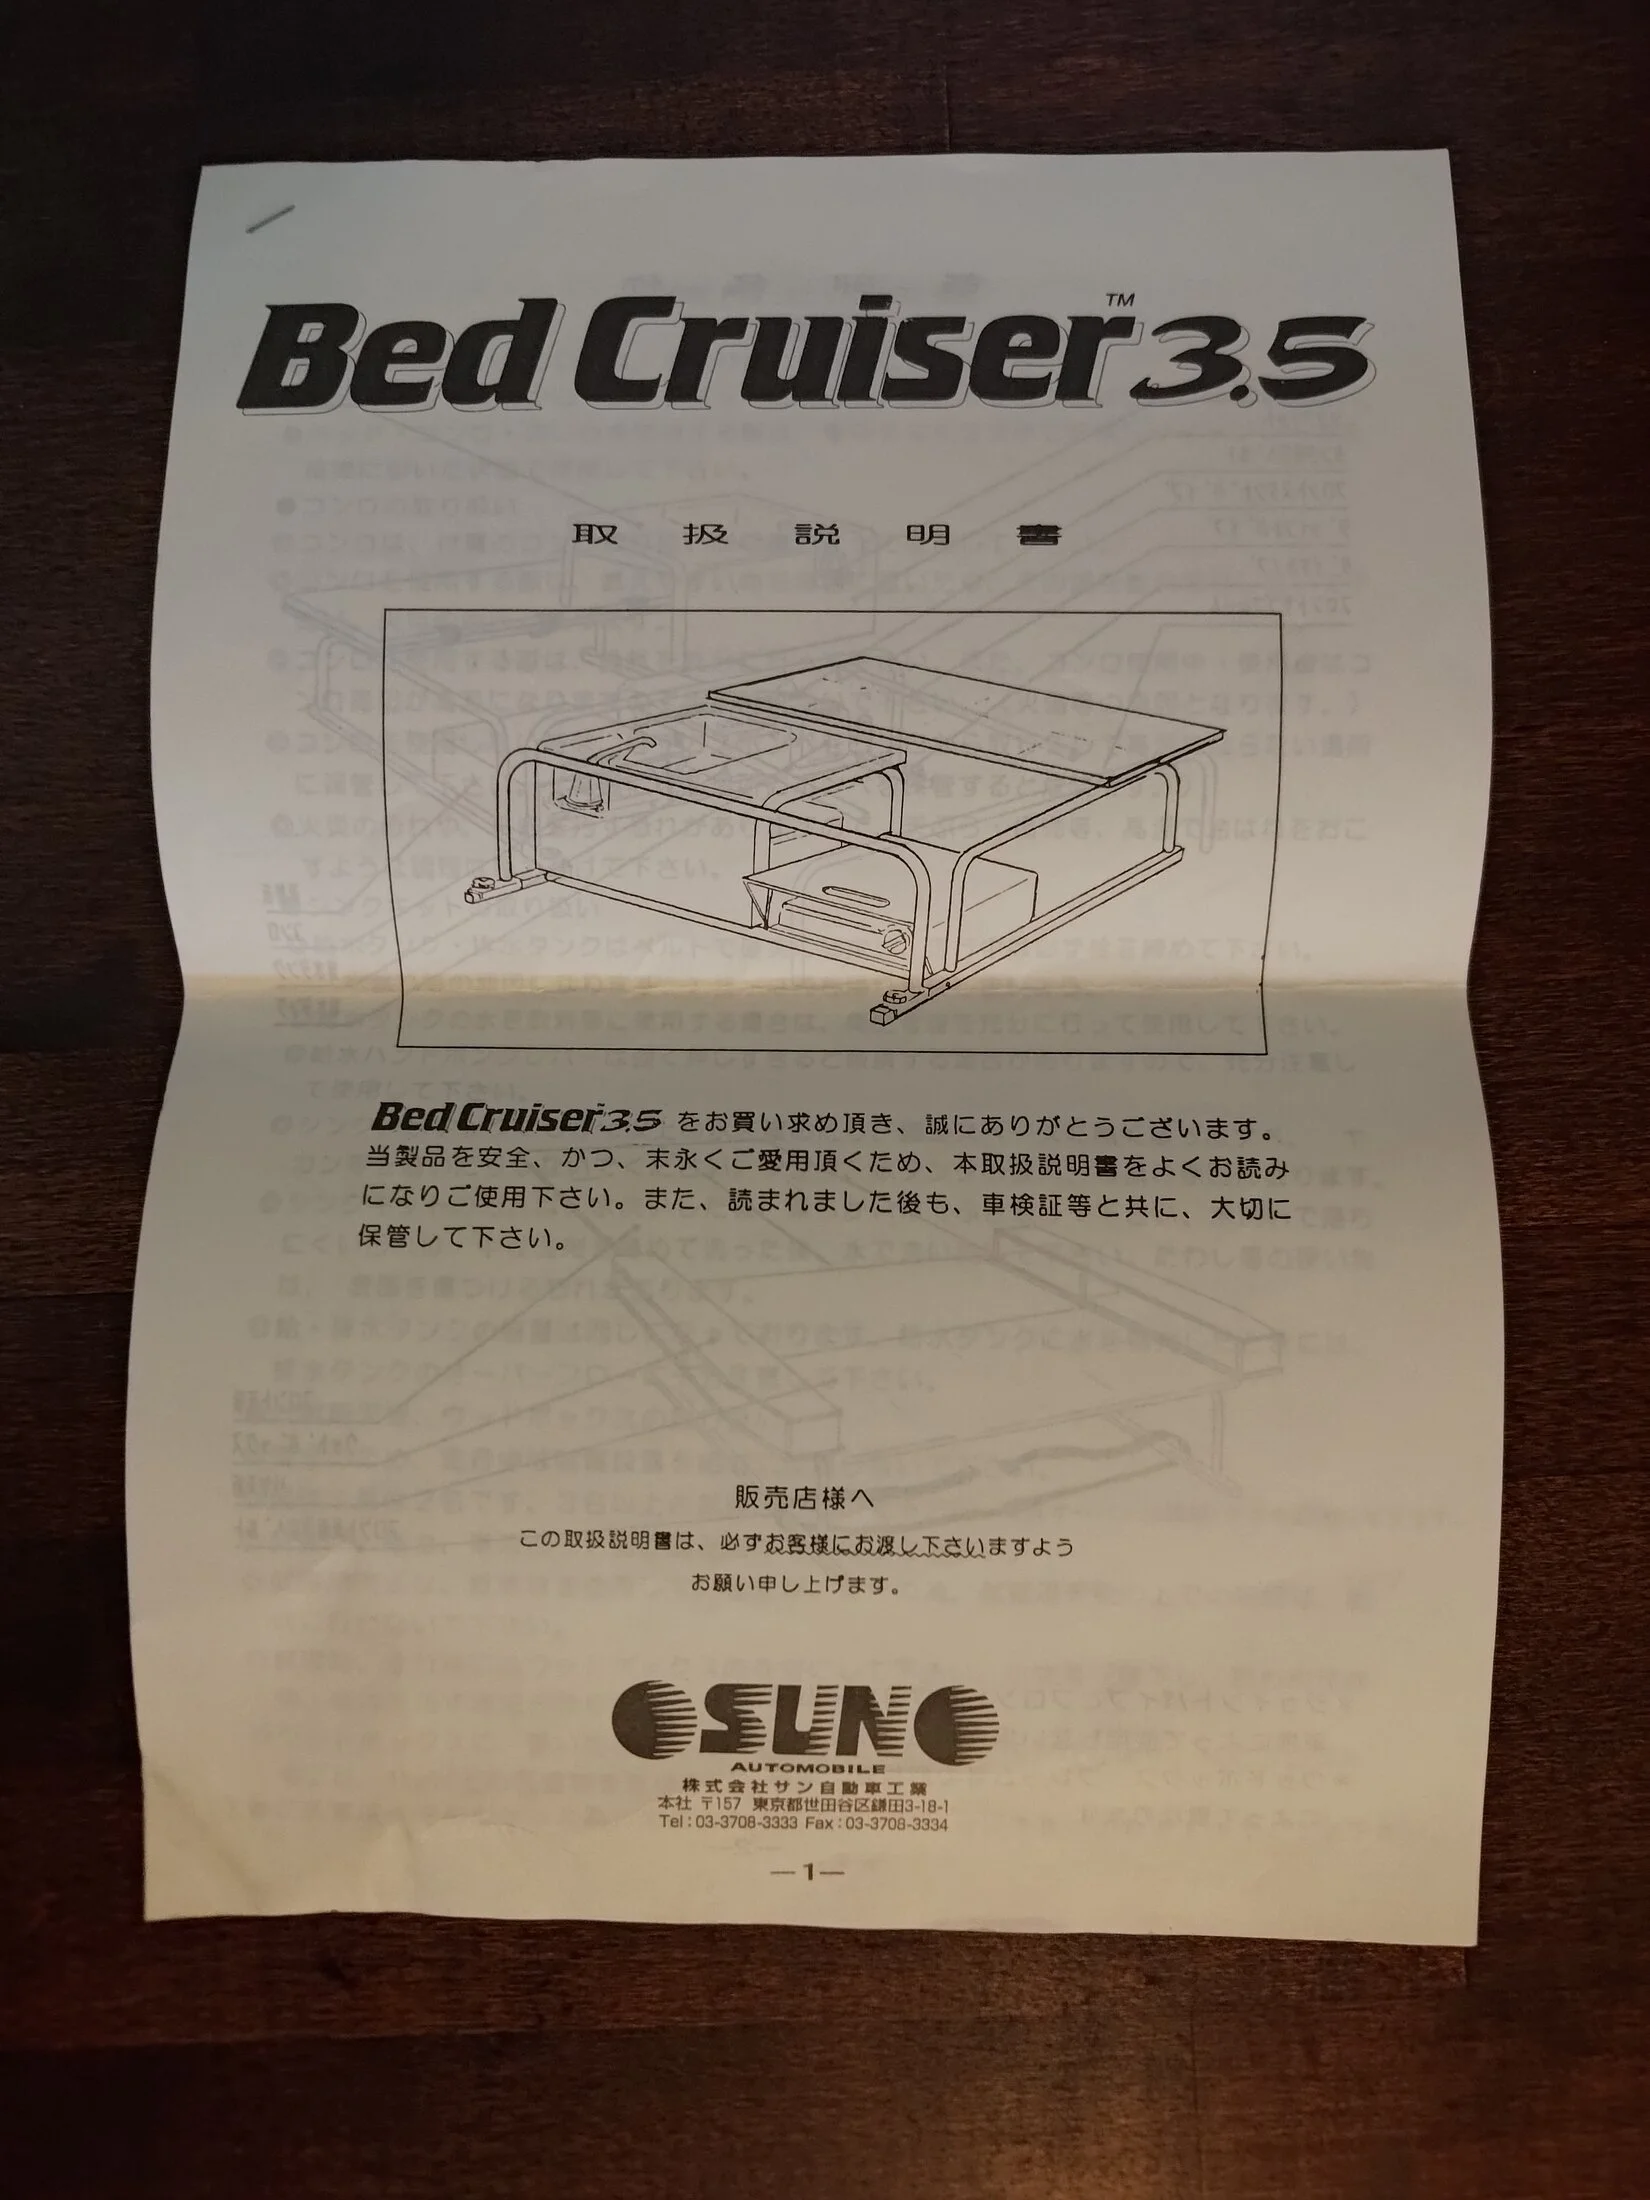 Bed Cruiser™3.5
取扱説明書
Bed Cruiser™3.5 をお買い求め頂き、誠にありがとうございます。
当製品を安全、かつ、末永くご愛用頂くため、本取扱説明書をよくお読み
になりご使用下さい。また、読まれました後も、車検証等と共に、大切に
保管して下さい。
販売店様へ
この取扱説明書は、必ずお客様にお渡し下さいますよう
お願い申し上げます。
SUN
AUTOMOBILE
株式会社サン自動車工業
本社 〒157 東京都世田谷区鎌田3-18-1
Tel:03-3708-3333 Fax:03-3708-3334
—1—